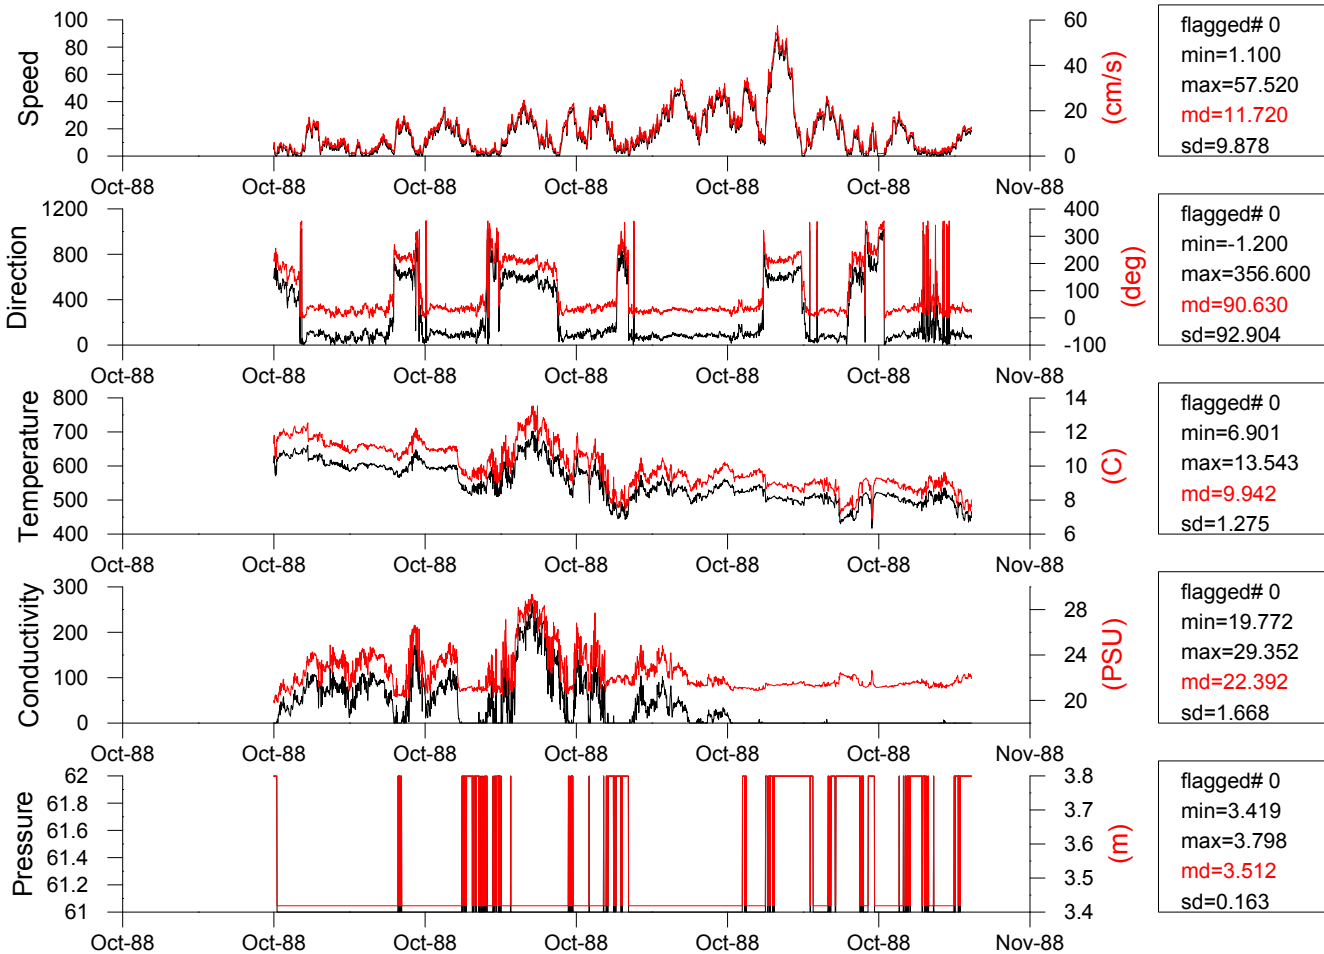 Speed
100
80
60
40
20
0
60
40
20
0
(cm/s)
Oct-88 Oct-88 Oct-88 Oct-88 Oct-88 Oct-88 Nov-88
flagged# 0
min=1.100
max=57.520
md=11.720
sd=9.878
Direction
1200
800
400
0
400
300
200
100
0
-100
(deg)
Oct-88 Oct-88 Oct-88 Oct-88 Oct-88 Oct-88 Nov-88
flagged# 0
min=-1.200
max=356.600
md=90.630
sd=92.904
Temperature
800
700
600
500
400
14
12
10
8
6
(C)
Oct-88 Oct-88 Oct-88 Oct-88 Oct-88 Oct-88 Nov-88
flagged# 0
min=6.901
max=13.543
md=9.942
sd=1.275
Conductivity
300
200
100
0
28
24
20
(PSU)
Oct-88 Oct-88 Oct-88 Oct-88 Oct-88 Oct-88 Nov-88
flagged# 0
min=19.772
max=29.352
md=22.392
sd=1.668
Pressure
62
61.8
61.6
61.4
61.2
61
3.8
3.7
3.6
3.5
3.4
(m)
Oct-88 Oct-88 Oct-88 Oct-88 Oct-88 Oct-88 Nov-88
flagged# 0
min=3.419
max=3.798
md=3.512
sd=0.163